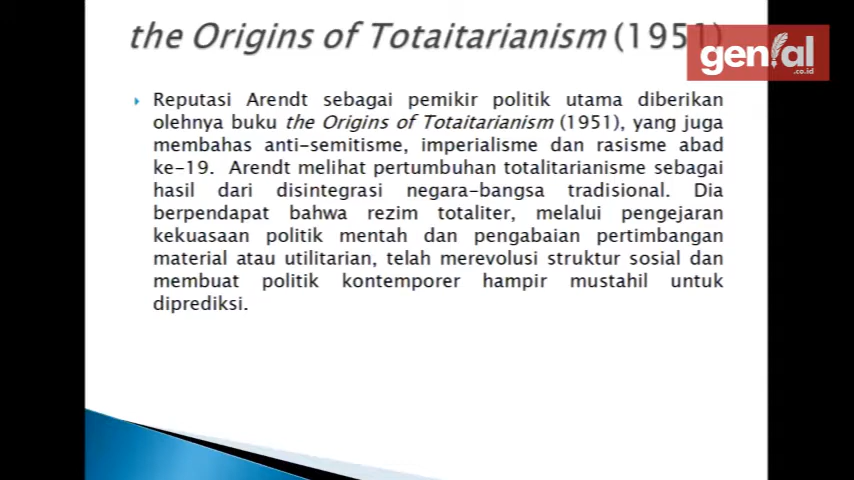 the Origins of Totaitarianism (1951)
genial
.co.id
Reputasi Arendt sebagai pemikir politik utama diberikan
olehnya buku the Origins of Totaitarianism (1951), yang juga
membahas anti-semitisme, imperialisme dan rasisme abad
ke-19. Arendt melihat pertumbuhan totalitarianisme sebagai
hasil dari disintegrasi negara-bangsa tradisional. Dia
berpendapat bahwa rezim totaliter, melalui pengejaran
kekuasaan politik mentah dan pengabaian pertimbangan
material atau utilitarian, telah merevolusi struktur sosial dan
membuat politik kontemporer hampir mustahil untuk
diprediksi.